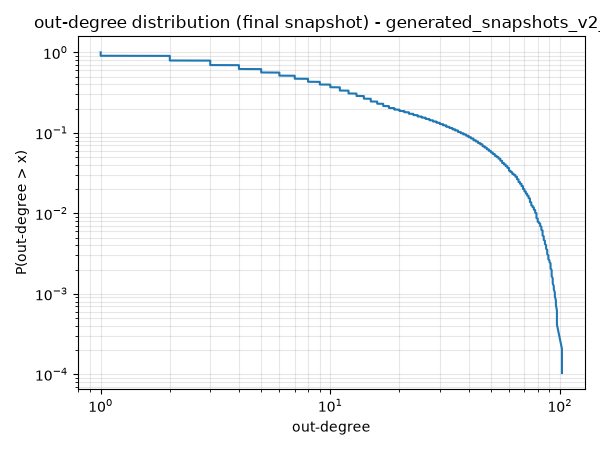 out-degree distribution (final snapshot) - generated_snapshots_v2_
P(out-degree > x)
10⁰
10⁻¹
10⁻²
10⁻³
10⁻⁴
10⁰ 10¹ 10²
out-degree